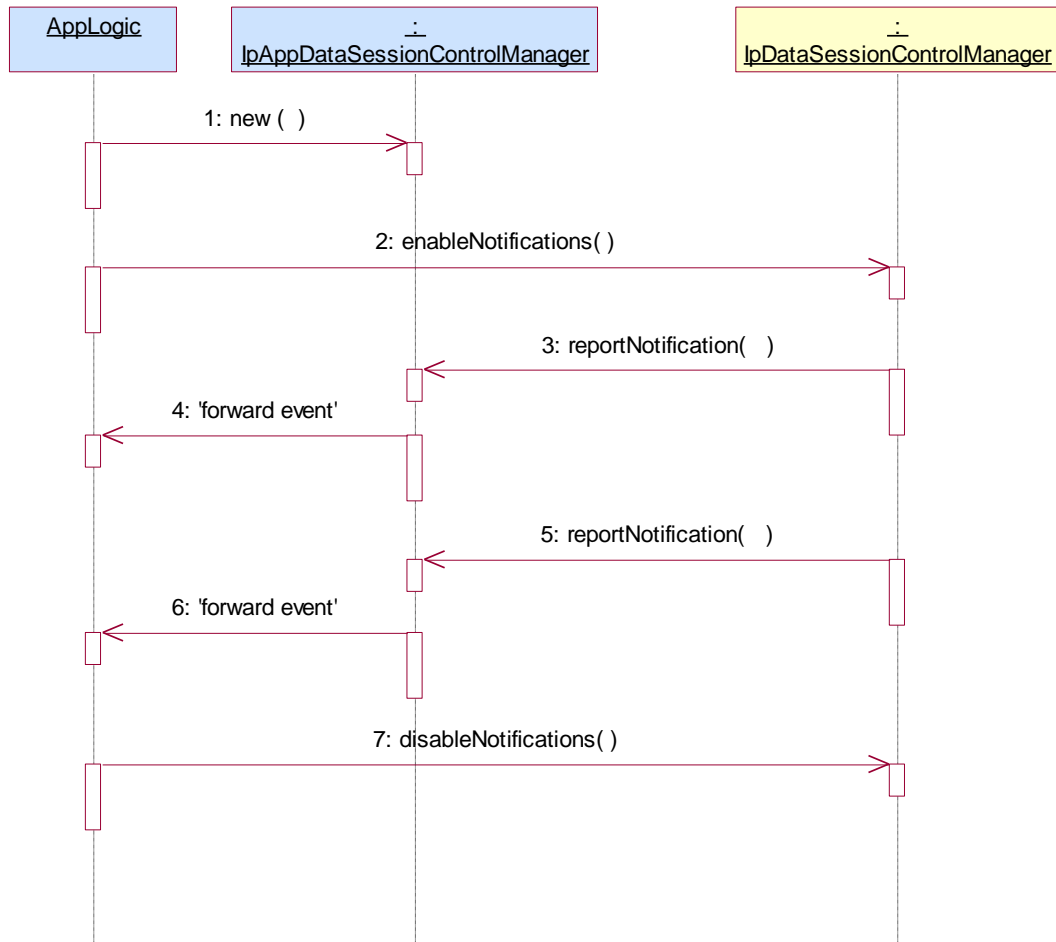 AppLogic
:
IpAppDataSessionControlManager
:
IpDataSessionControlManager
1: new (  )
2: enableNotifications( )
3: reportNotification(   )
4: 'forward event'
5: reportNotification(   )
6: 'forward event'
7: disableNotifications( )